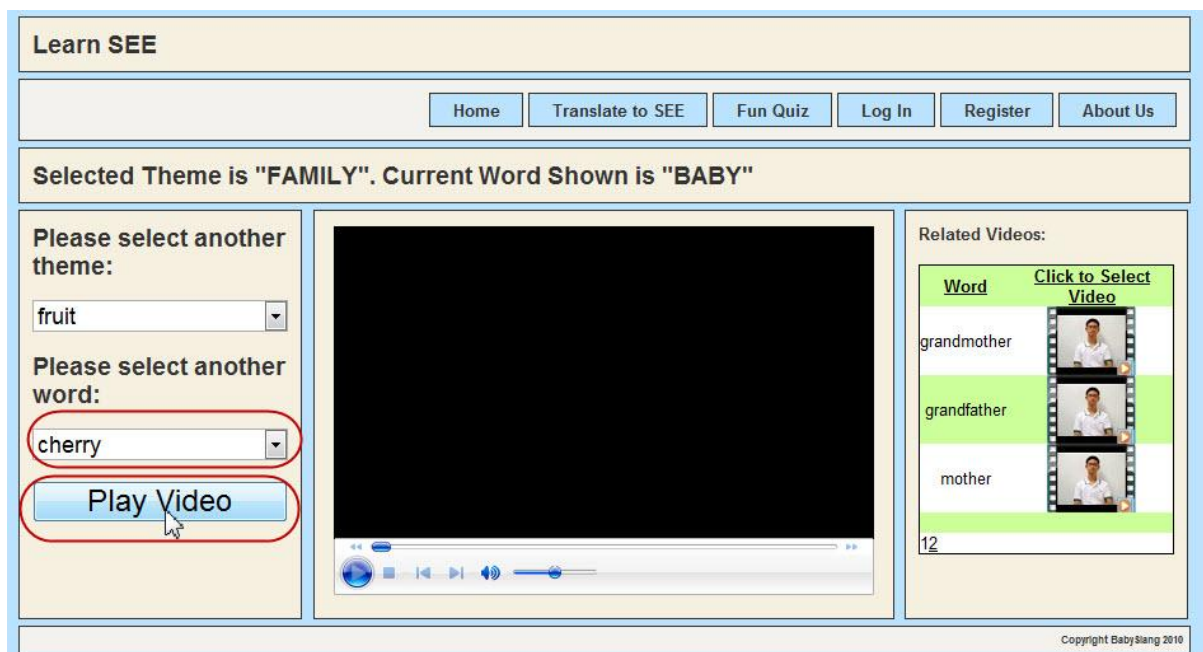 Learn SEE
Home Translate to SEE Fun Quiz Log In Register About Us
Selected Theme is "FAMILY". Current Word Shown is "BABY"
Please select another
theme:
fruit
Please select another
word:
cherry
Play Video
Related Videos:
Word Click to Select
Video
grandmother
grandfather
mother
12
Copyright BabySlang 2010